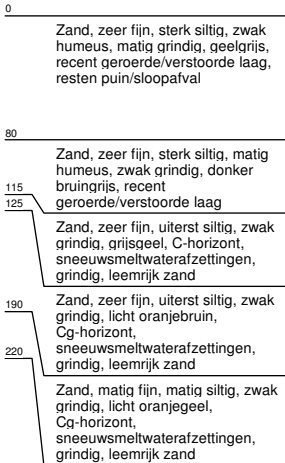 0
Zand, zeer fijn, sterk siltig, zwak
humeus, matig grindig, geelgrijs,
recent geroerde/verstoorde laag,
resten puin/sloopafval
80
Zand, zeer fijn, sterk siltig, matig
humeus, zwak grindig, donker
bruingrijs, recent
geroerde/verstoorde laag
115
125
Zand, zeer fijn, uiterst siltig, zwak
grindig, grijsgeel, C-horizont,
sneeuwsmeltwaterafzettingen,
grindig, leemrijk zand
190
Zand, zeer fijn, uiterst siltig, zwak
grindig, licht oranjebruin,
Cg-horizont,
sneeuwsmeltwaterafzettingen,
grindig, leemrijk zand
220
Zand, matig fijn, matig siltig, zwak
grindig, licht oranjegeel,
Cg-horizont,
sneeuwsmeltwaterafzettingen,
grindig, leemrijk zand